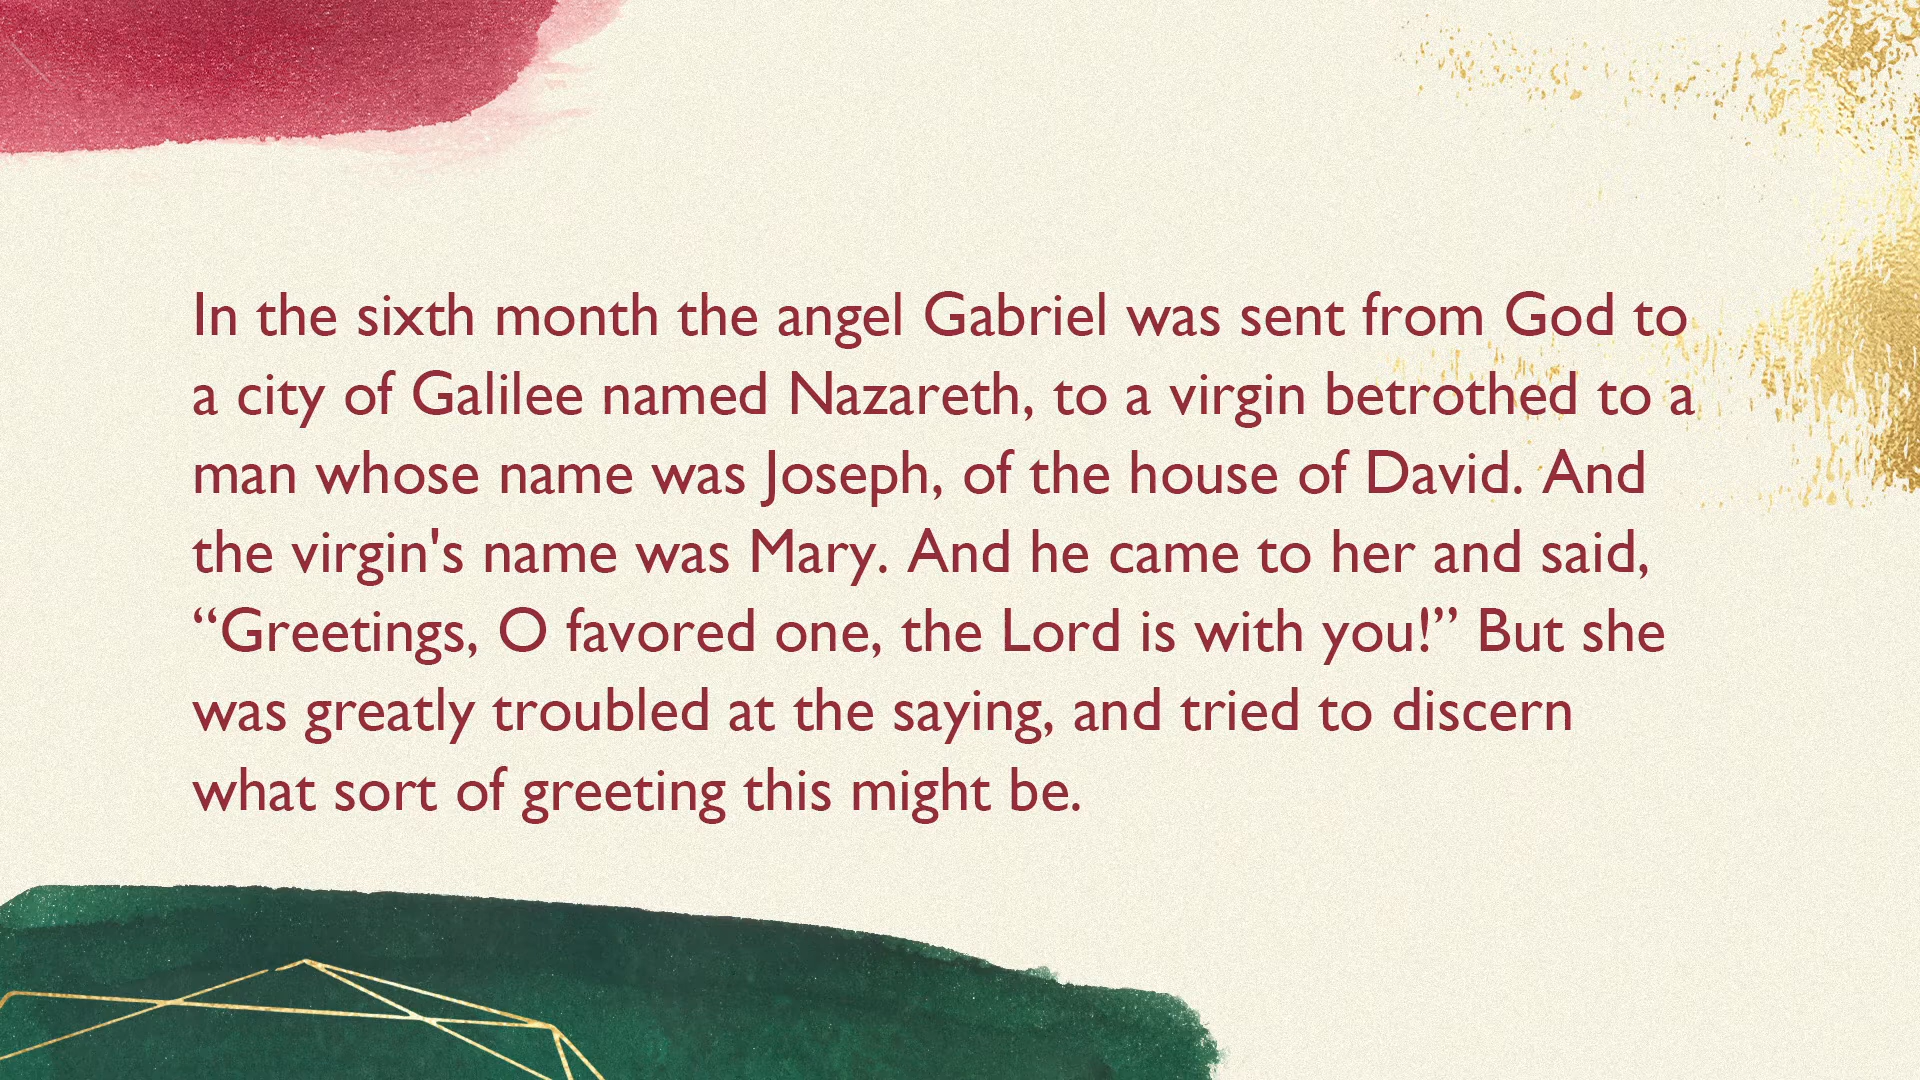 In the sixth month the angel Gabriel was sent from God to
a city of Galilee named Nazareth, to a virgin betrothed to a
man whose name was Joseph, of the house of David. And
the virgin's name was Mary. And he came to her and said,
“Greetings, O favored one, the Lord is with you!” But she
was greatly troubled at the saying, and tried to discern
what sort of greeting this might be.